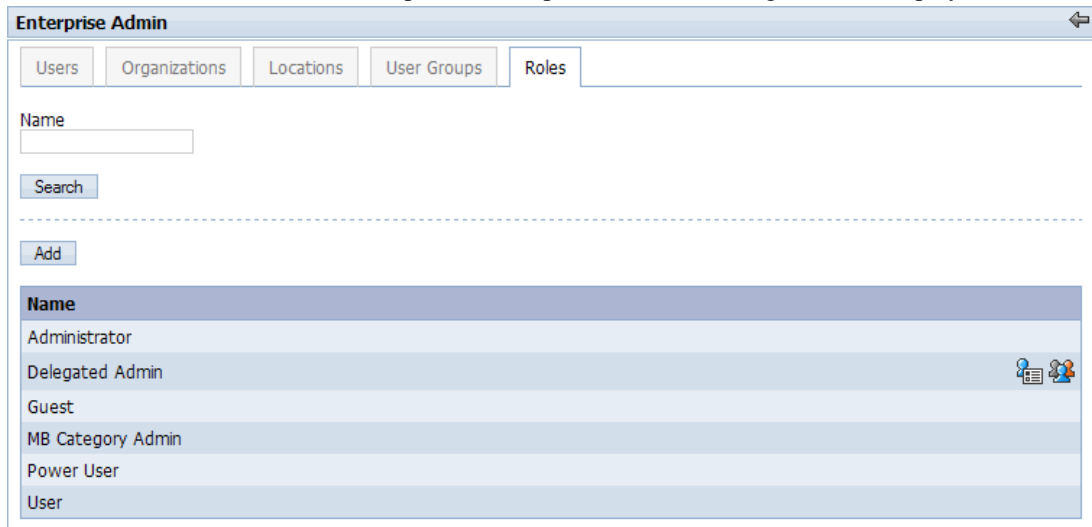 Enterprise Admin
Users Organizations Locations User Groups Roles
Name
Search
Add
Name
Administrator
Delegated Admin
Guest
MB Category Admin
Power User
User